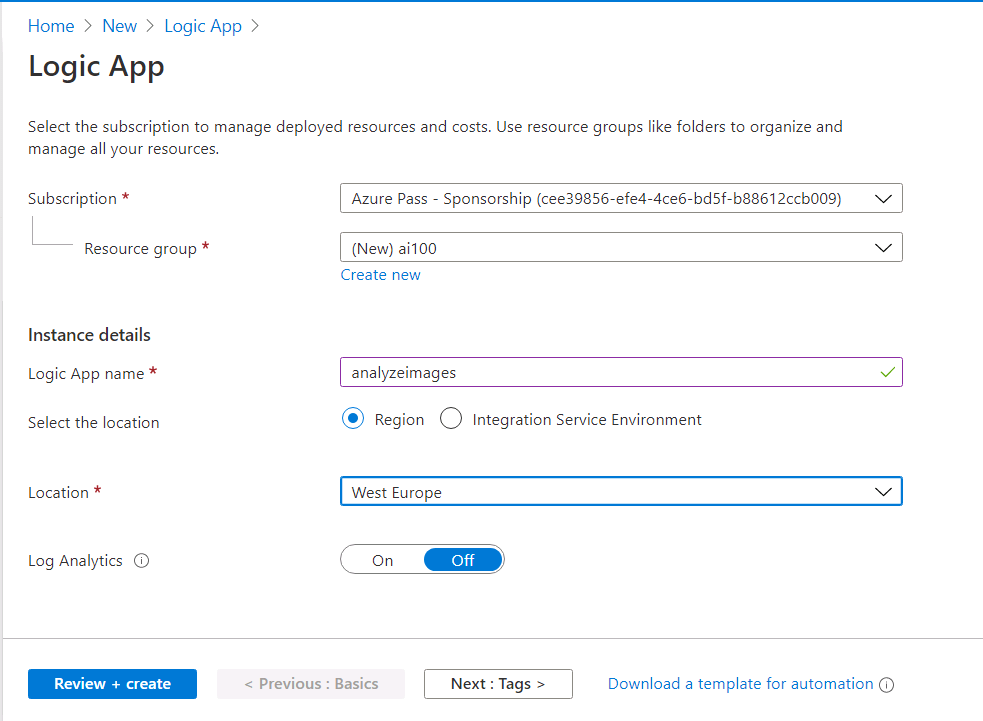 Home > New > Logic App >
Logic App
Select the subscription to manage deployed resources and costs. Use resource groups like folders to organize and
manage all your resources.
Subscription *
Azure Pass - Sponsorship (cee39856-efe4-4ce6-bd5f-b88612ccb009)
Resource group *
(New) ai100
Create new
Instance details
Logic App name *
analyzeimages
Select the location
Region
Integration Service Environment
Location *
West Europe
Log Analytics
On
Off
Review + create
< Previous : Basics
Next : Tags >
Download a template for automation